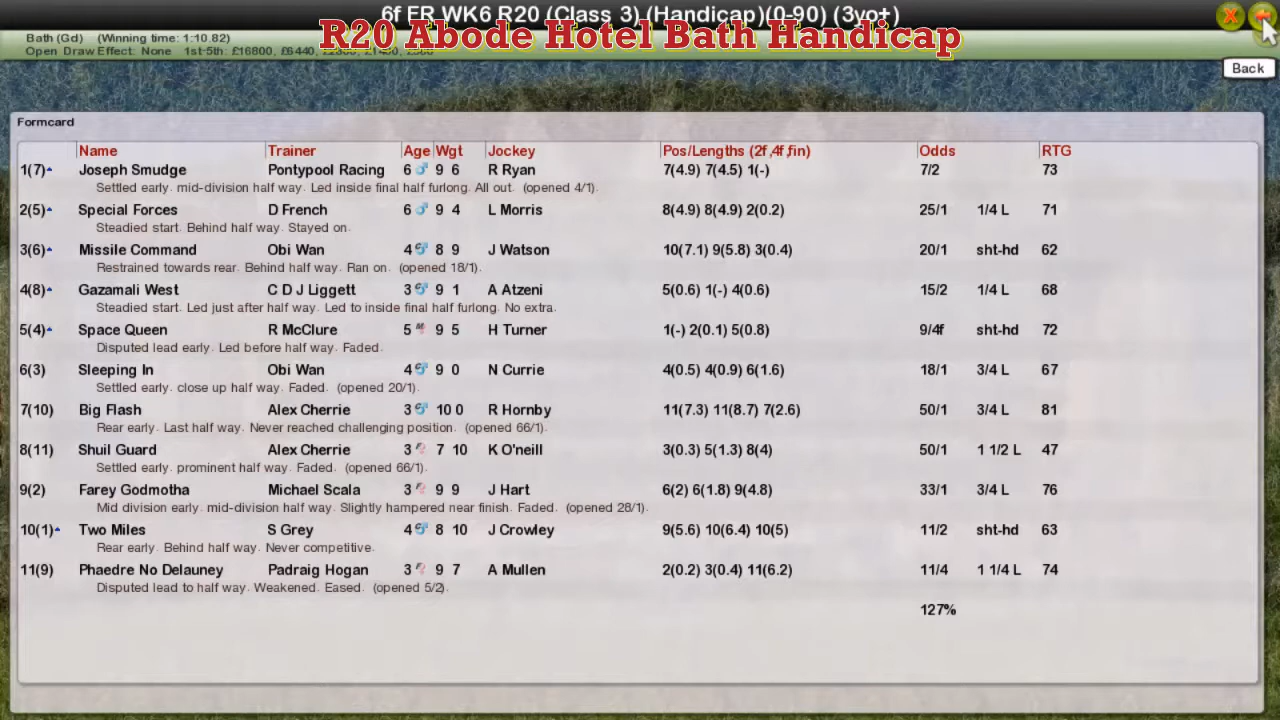 6f FR WK6 R20 (Class 3) (Handicap)(0-90) (3yo+)
R20 Abode Hotel Bath Handicap
Bath (Gd) (Winning time: 1:10.82)
Open Draw Effect: None 1st-5th: £16800, £6440,
Back
Formcard
Name Trainer Age Wgt Jockey Pos/Lengths (2f,4f,fin) Odds RTG
1(7) Joseph Smudge Pontypool Racing 6 9 6 R Ryan 7(4.9) 7(4.5) 1(-) 7/2 73
Settled early. mid-division half way. Led inside final half furlong. All out. (opened 4/1).
2(5) Special Forces D French 6 9 4 L Morris 8(4.9) 8(4.9) 2(0.2) 25/1 1/4 L 71
Steadied start. Behind half way. Stayed on.
3(6) Missile Command Obi Wan 4 8 9 J Watson 10(7.1) 9(5.8) 3(0.4) 20/1 sht-hd 62
Restrained towards rear. Behind half way. Ran on. (opened 18/1).
4(8) Gazamali West C D J Liggett 3 9 1 A Atzeni 5(0.6) 1(-) 4(0.6) 15/2 1/4 L 68
Steadied start. Led just after half way. Led to inside final half furlong. No extra.
5(4) Space Queen R McClure 5 9 5 H Turner 1(-) 2(0.1) 5(0.8) 9/4f sht-hd 72
Disputed lead early. Led before half way. Faded.
6(3) Sleeping In Obi Wan 4 9 0 N Currie 4(0.5) 4(0.9) 6(1.6) 18/1 3/4 L 67
Settled early. close up half way. Faded. (opened 20/1).
7(10) Big Flash Alex Cherrie 3 10 0 R Hornby 11(7.3) 11(8.7) 7(2.6) 50/1 3/4 L 81
Rear early. Last half way. Never reached challenging position. (opened 66/1).
8(11) Shuil Guard Alex Cherrie 3 7 10 K O'neill 3(0.3) 5(1.3) 8(4) 50/1 1 1/2 L 47
Settled early. prominent half way. Faded. (opened 66/1).
9(2) Farey Godmotha Michael Scala 3 9 9 J Hart 6(2) 6(1.8) 9(4.8) 33/1 3/4 L 76
Mid division early. mid-division half way. Slightly hampered near finish. Faded. (opened 28/1).
10(1) Two Miles S Grey 4 8 10 J Crowley 9(5.6) 10(6.4) 10(5) 11/2 sht-hd 63
Rear early. Behind half way. Never competitive.
11(9) Phaedre No Delauney Padraig Hogan 3 9 7 A Mullen 2(0.2) 3(0.4) 11(6.2) 11/4 1 1/4 L 74
Disputed lead to half way. Weakened. Eased. (opened 5/2).
127%